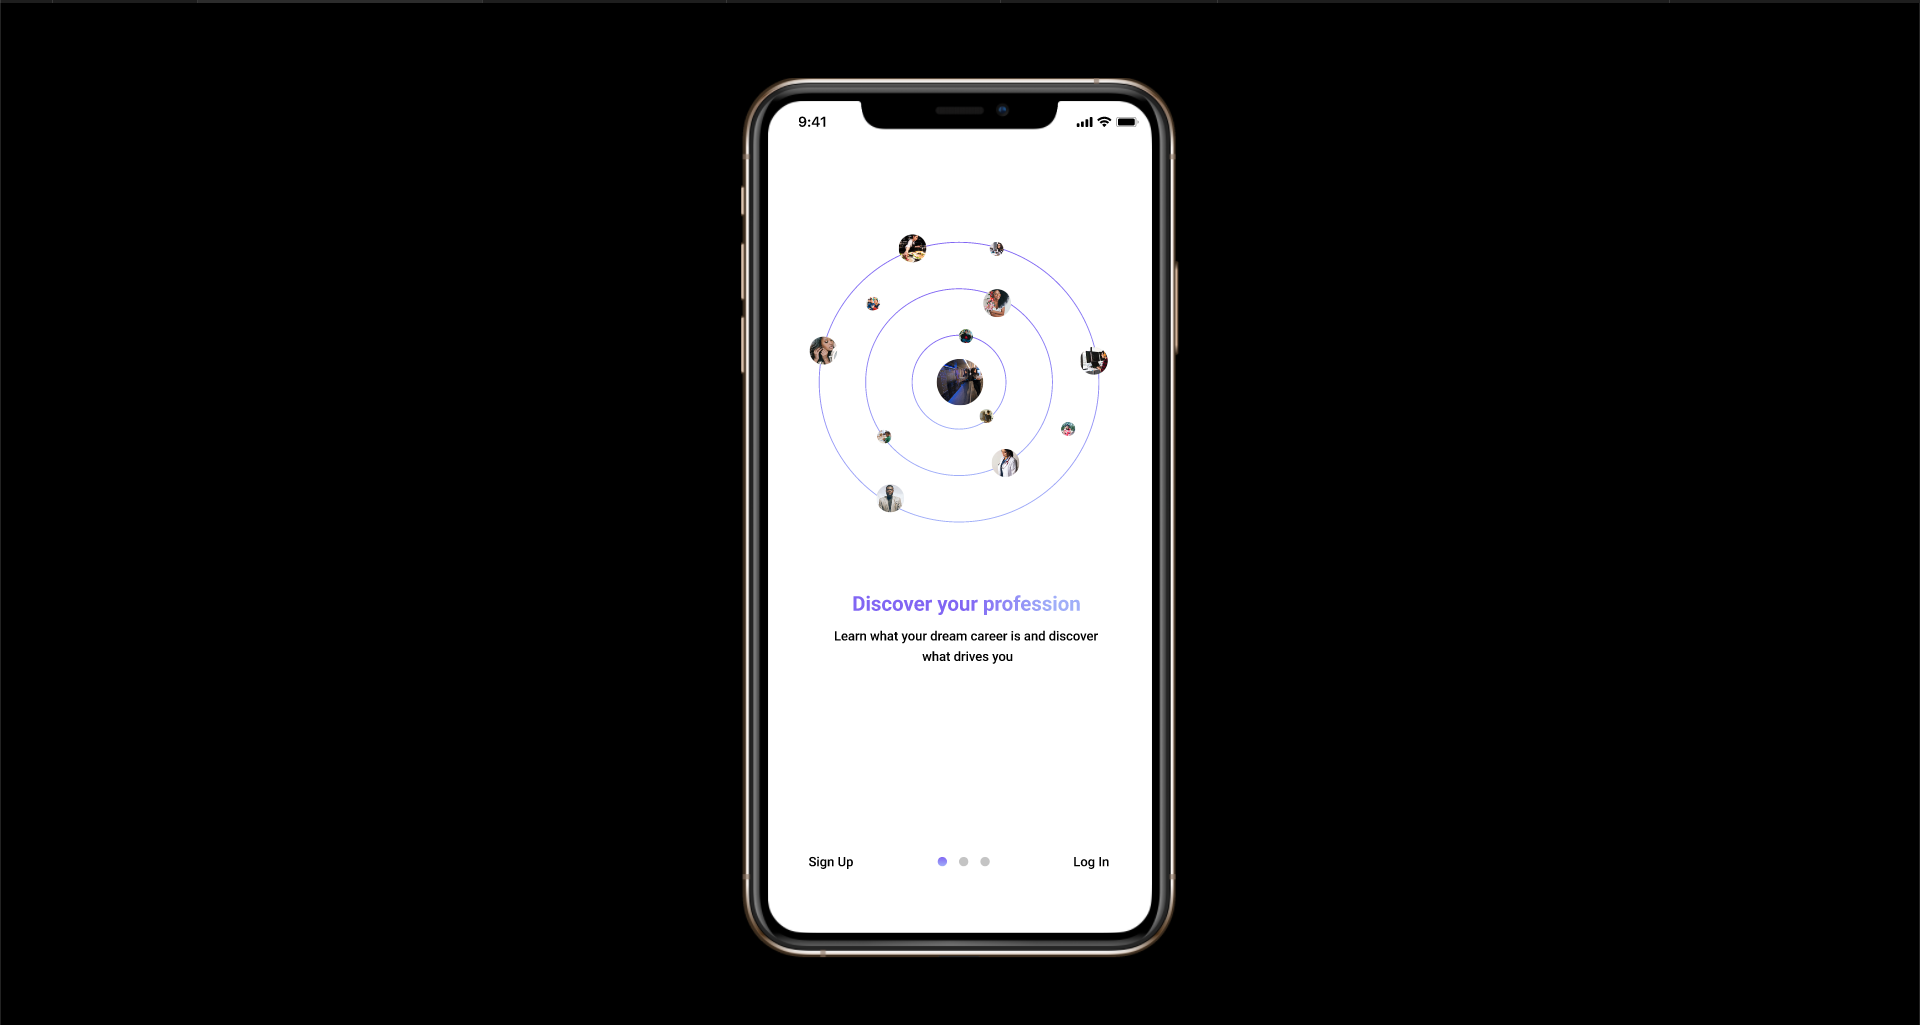 9:41
Discover your profession
Learn what your dream career is and discover
what drives you
Sign Up
Log In